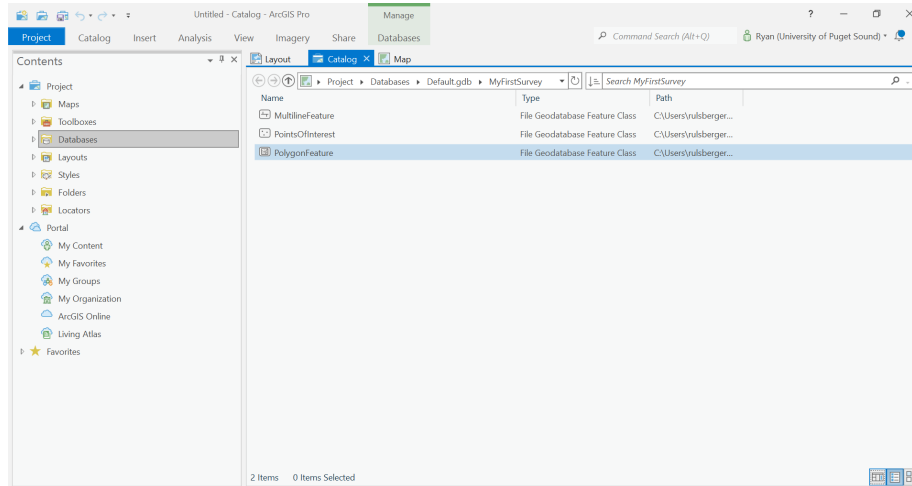 Untitled - Catalog - ArcGIS Pro
Manage
?
Project Catalog Insert Analysis View Imagery Share Databases
Command Search (Alt+Q)
Ryan (University of Puget Sound)
Contents
Layout Catalog Map
Project Databases Default.gdb MyFirstSurvey
Search MyFirstSurvey
Name Type Path
MultilineFeature File Geodatabase Feature Class C:\Users\rulsberger...
PointsOfInterest File Geodatabase Feature Class C:\Users\rulsberger...
PolygonFeature File Geodatabase Feature Class C:\Users\rulsberger...
Project
Maps
Toolboxes
Databases
Layouts
Styles
Folders
Locators
Portal
My Content
My Favorites
My Groups
My Organization
ArcGIS Online
Living Atlas
Favorites
2 Items 0 Items Selected